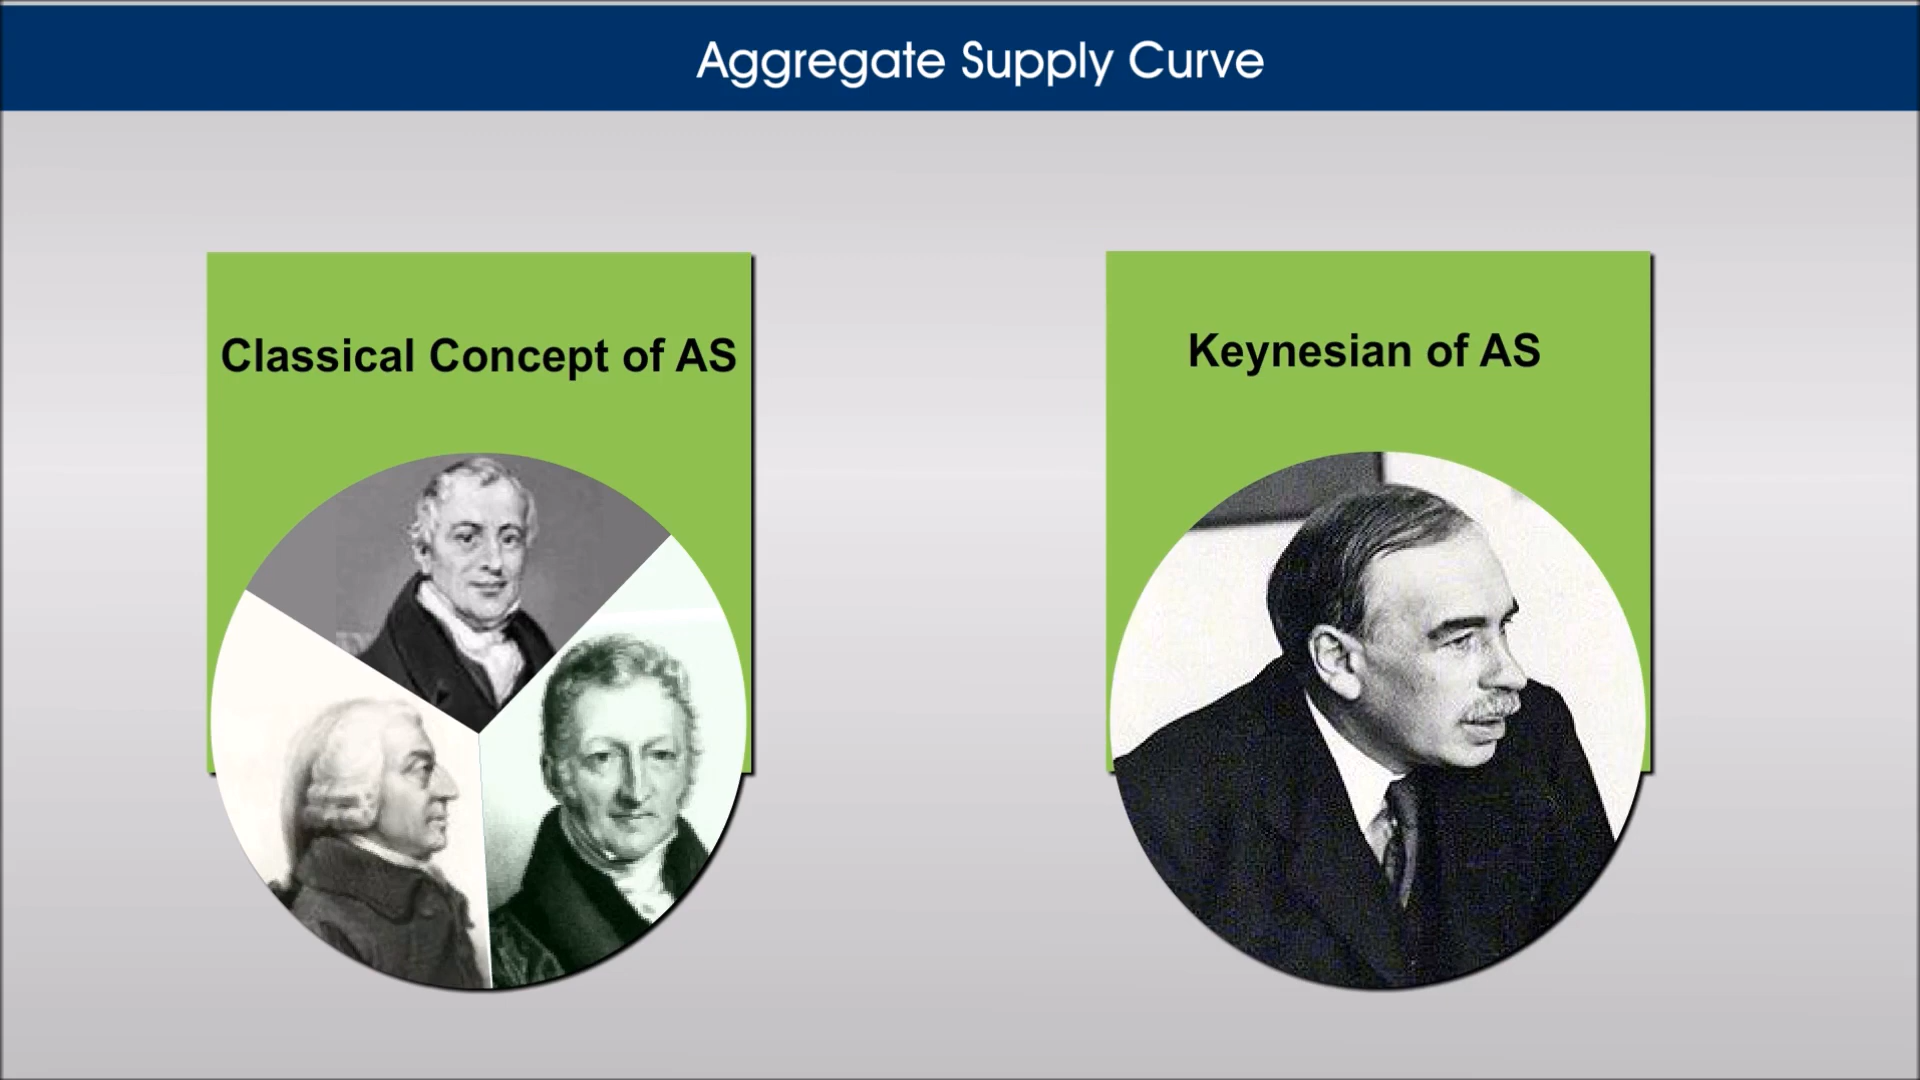 Aggregate Supply Curve
Classical Concept of AS
Keynesian of AS